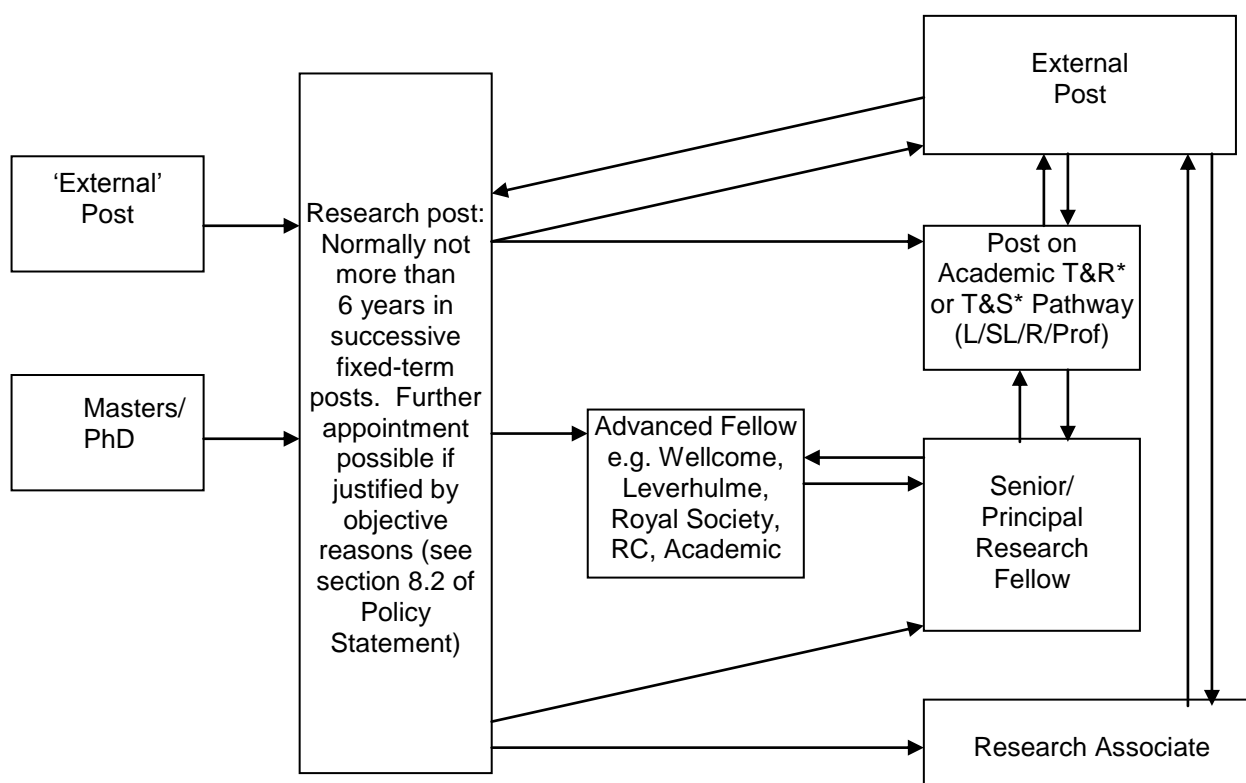 ‘External’
Post
Masters/
PhD
Research post:
Normally not
more than
6 years in
successive
fixed-term
posts.  Further
appointment
possible if
justified by
objective
reasons (see
section 8.2 of
Policy
Statement)
Advanced Fellow
e.g. Wellcome,
Leverhulme,
Royal Society,
RC, Academic
External
Post
Post on
Academic T&R*
or T&S* Pathway
(L/SL/R/Prof)
Senior/
Principal
Research
Fellow
Research Associate